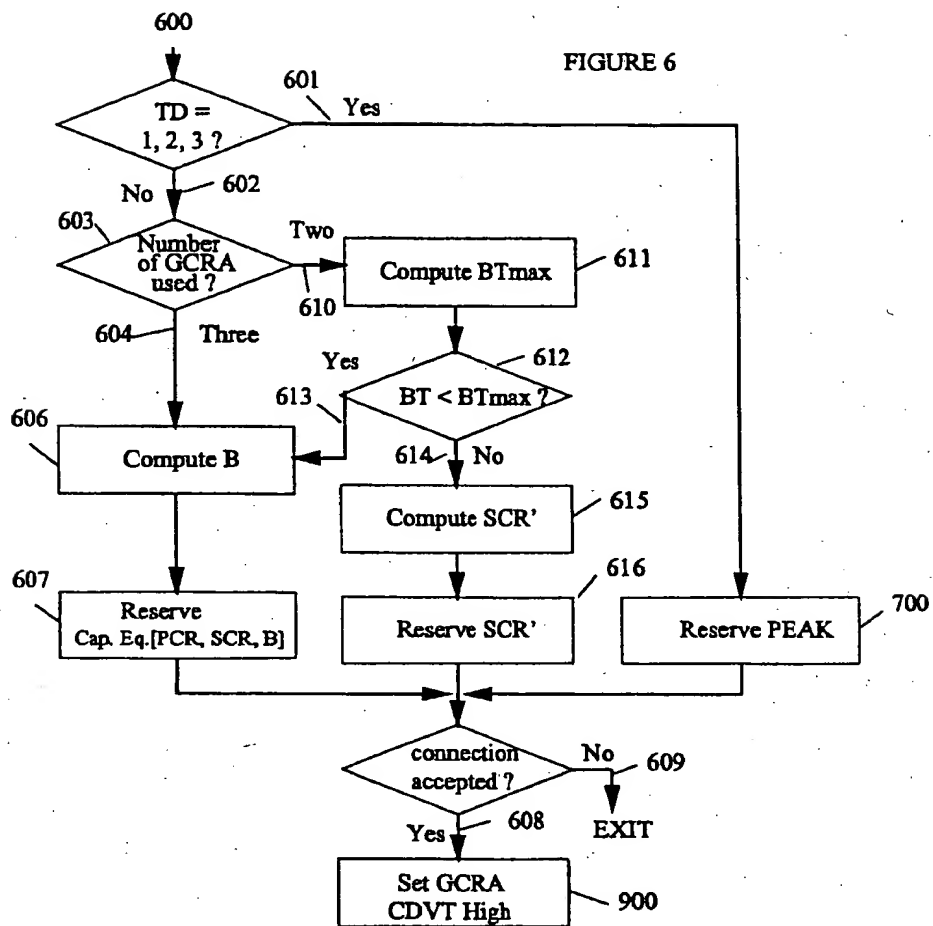 600
FIGURE 6
601
Yes
TD =
1, 2, 3 ?
602
No
603
Number
of GCRA
used ?
Two
610
Compute BTmax
611
604
Three
Yes
612
613
BT < BTmax ?
606
Compute B
614
No
Compute SCR'
615
607
Reserve
Cap. Eq.[PCR, SCR, B]
616
Reserve SCR'
700
Reserve PEAK
connection
accepted ?
No
609
EXIT
Yes
608
Set GCRA
CDVT High
900